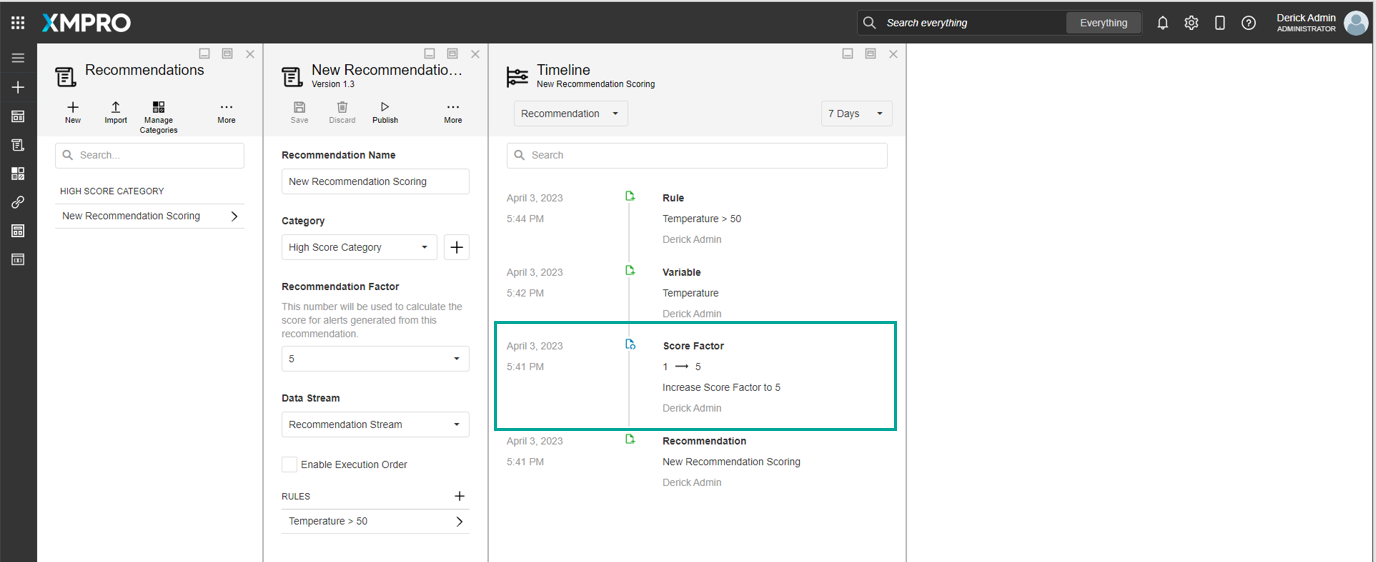 XMPRO
Search everything
Everything
Derick Admin
ADMINISTRATOR
Recommendations
New
Import
Manage
Categories
More
Search...
HIGH SCORE CATEGORY
New Recommendation Scoring
New Recommendatio...
Version 1.3
Save
Discard
Publish
More
Recommendation Name
New Recommendation Scoring
Category
High Score Category
Recommendation Factor
This number will be used to calculate the
score for alerts generated from this
recommendation.
5
Data Stream
Recommendation Stream
Enable Execution Order
RULES
Temperature > 50
Timeline
New Recommendation Scoring
Recommendation
7 Days
Search
April 3, 2023
5:44 PM
Rule
Temperature > 50
Derick Admin
April 3, 2023
5:42 PM
Variable
Temperature
Derick Admin
April 3, 2023
5:41 PM
Score Factor
1 → 5
Increase Score Factor to 5
Derick Admin
April 3, 2023
5:41 PM
Recommendation
New Recommendation Scoring
Derick Admin